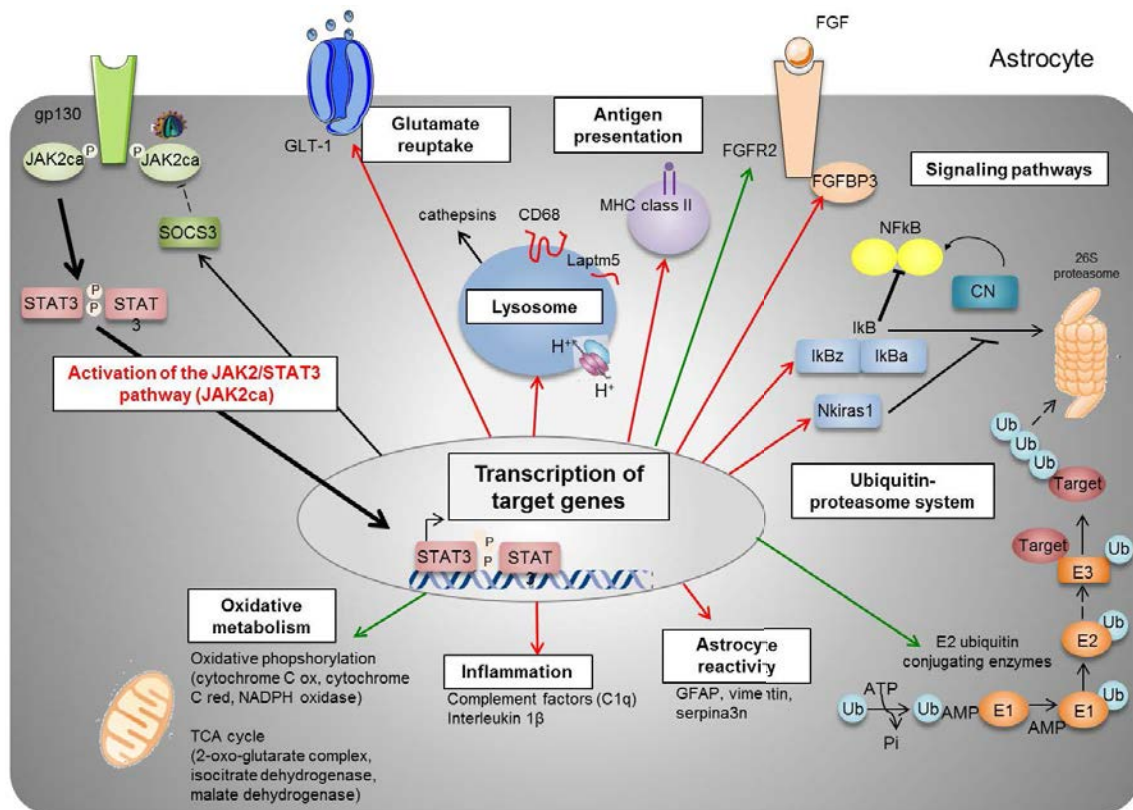 FGF
Astrocyte
gp130
JAK2ca
P
P
JAK2ca
SOCS3
STAT3
P
P
STAT
3
Activation of the JAK2/STAT3
pathway (JAK2ca)
GLT-1
Glutamate
reuptake
cathepsins
CD68
Laptm5
Lysosome
H+
H+
Antigen
presentation
MHC class II
FGFR2
FGFBP3
Signaling pathways
NFkB
CN
IkB
IkBz
IkBa
Nkiras1
26S
proteasome
Ub
Ub
Ub
Target
Ubiquitin-
proteasome system
Target
Ub
E3
E2
Ub
E2 ubiquitin
conjugating enzymes
Ub
ATP
Pi
Ub
AMP
E1
AMP
E1
Ub
Transcription of
target genes
STAT3
P
P
STAT
3
Oxidative
metabolism
Oxidative phopshorylation
(cytochrome C ox, cytochrome
C red, NADPH oxidase)
TCA cycle
(2-oxo-glutarate complex,
isocitrate dehydrogenase,
malate dehydrogenase)
Inflammation
Complement factors (C1q)
Interleukin 1β
Astrocyte
reactivity
GFAP, vimentin,
serpina3n